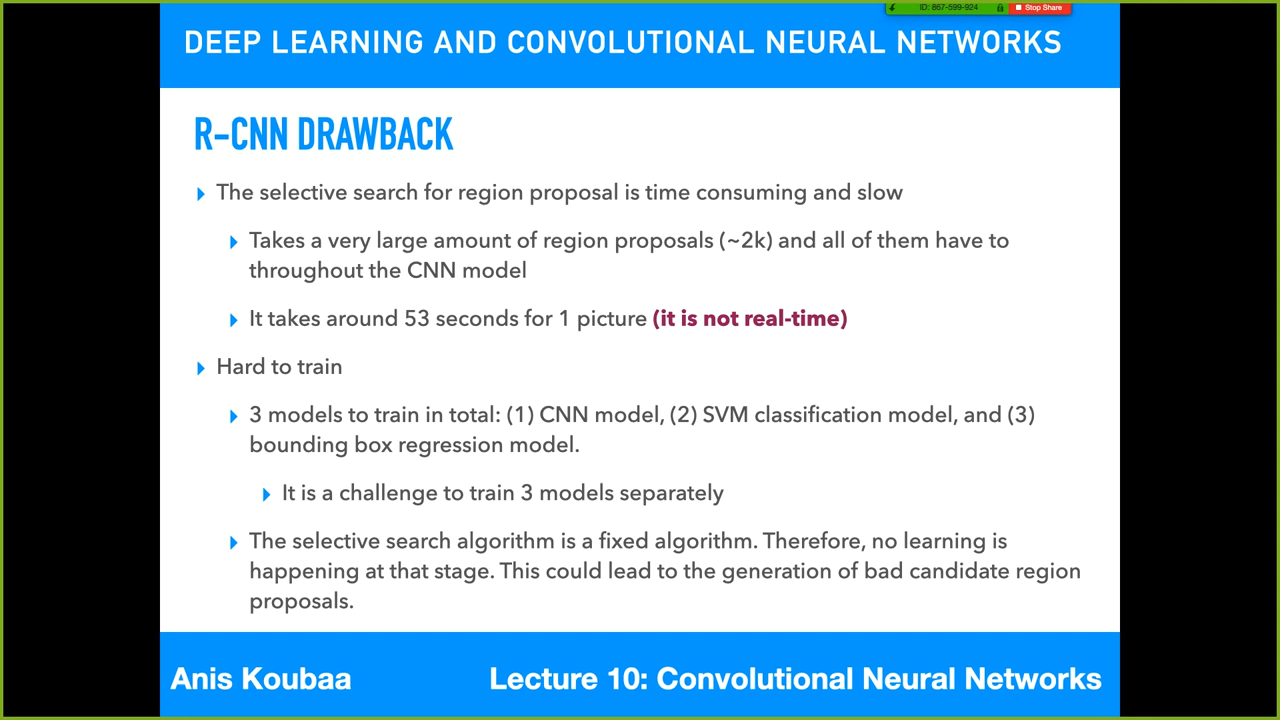 ID: 867-599-924
Stop Share
DEEP LEARNING AND CONVOLUTIONAL NEURAL NETWORKS
R-CNN DRAWBACK
The selective search for region proposal is time consuming and slow
Takes a very large amount of region proposals (~2k) and all of them have to
throughout the CNN model
It takes around 53 seconds for 1 picture (it is not real-time)
Hard to train
3 models to train in total: (1) CNN model, (2) SVM classification model, and (3)
bounding box regression model.
It is a challenge to train 3 models separately
The selective search algorithm is a fixed algorithm. Therefore, no learning is
happening at that stage. This could lead to the generation of bad candidate region
proposals.
Anis Koubaa
Lecture 10: Convolutional Neural Networks